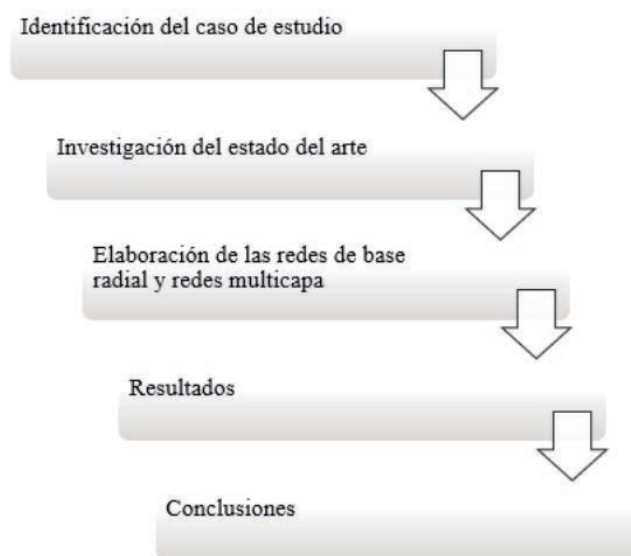 Identificación del caso de estudio
Investigación del estado del arte
Elaboración de las redes de base
radial y redes multicapa
Resultados
Conclusiones